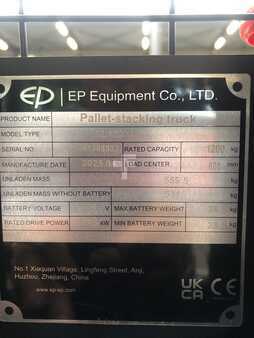 EP EP Equipment Co., LTD.
PRODUCT NAME Pallet-stacking truck
MODEL TYPE
SERIAL NO RATED CAPACITY 1200 kg
MANUFACTURE DATE LOAD CENTER 600 mm
UNLADEN MASS kg
UNLADEN MASS WITHOUT BATTERY kg
BATTERY VOLTAGE V MAX BATTERY WEIGHT kg
RATED DRIVE POWER kW MIN BATTERY WEIGHT kg
No.1 Xiaquan Village, Lingfeng Street, Anji,
Huzhou, Zhejiang, China
www.ep-ep.com
UK CA CE